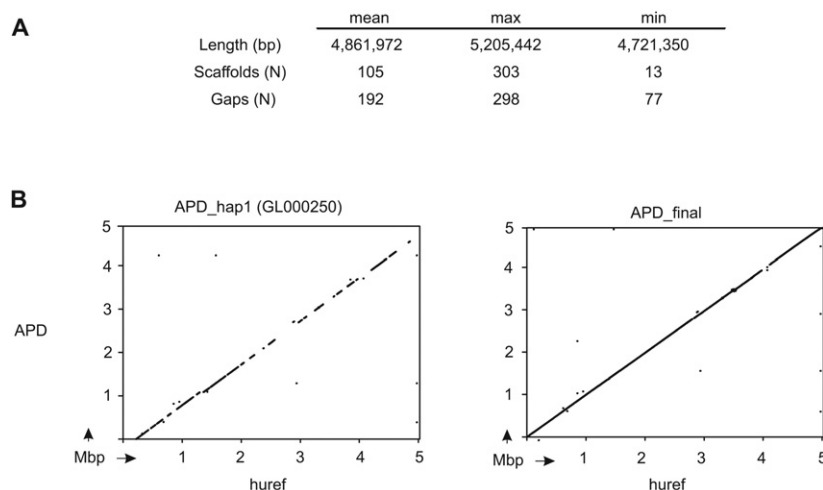 A
mean max min
Length (bp) 4,861,972 5,205,442 4,721,350
Scaffolds (N) 105 303 13
Gaps (N) 192 298 77
B
APD_hap1 (GL000250)
5
4
3
2
1
APD
Mbp
1 2 3 4 5
huref
APD_final
5
4
3
2
1
Mbp
1 2 3 4 5
huref